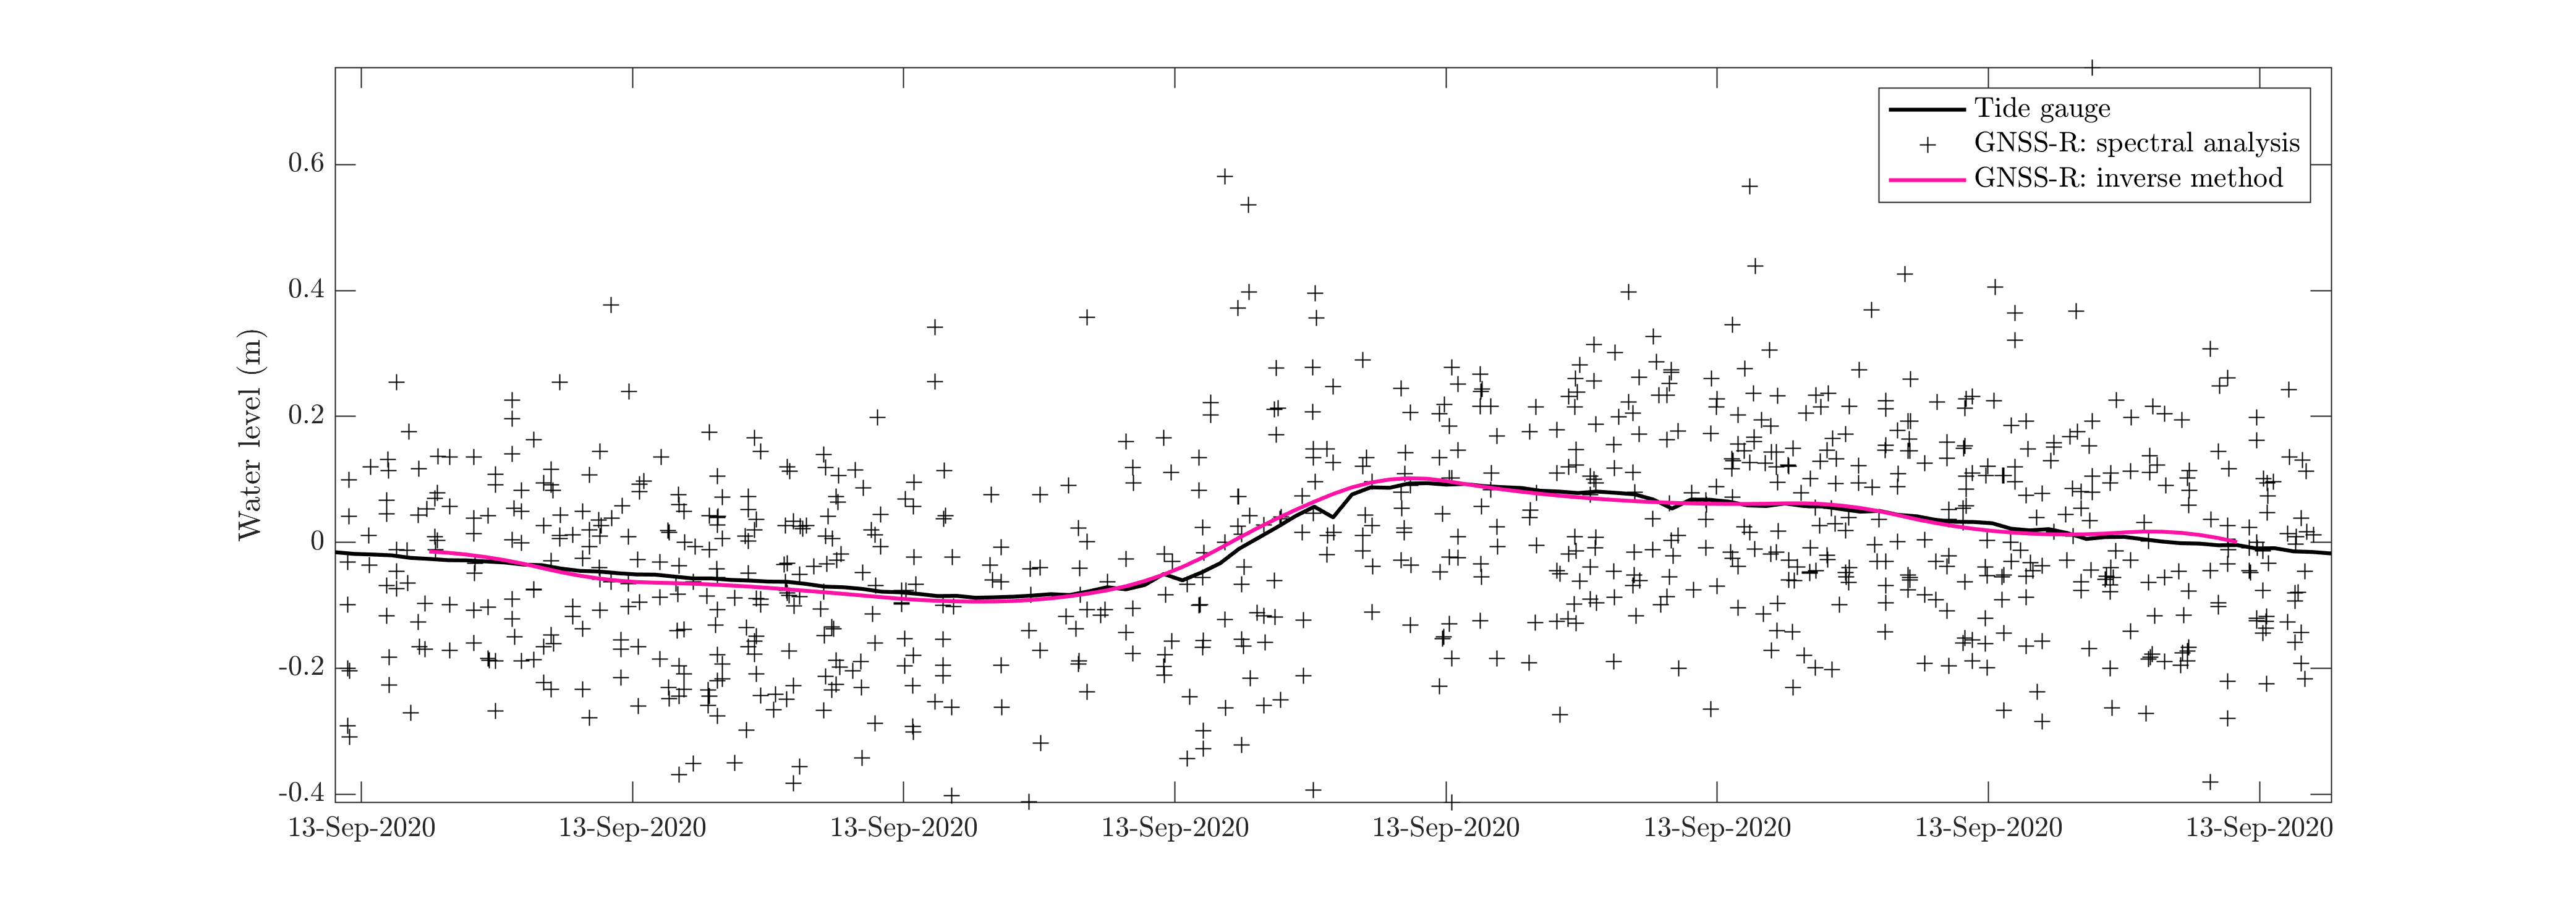 Tide gauge
GNSS-R: spectral analysis
GNSS-R: inverse method
Water level (m)
0.6
0.4
0.2
0
-0.2
-0.4
13-Sep-2020 13-Sep-2020 13-Sep-2020 13-Sep-2020 13-Sep-2020 13-Sep-2020 13-Sep-2020 13-Sep-2020